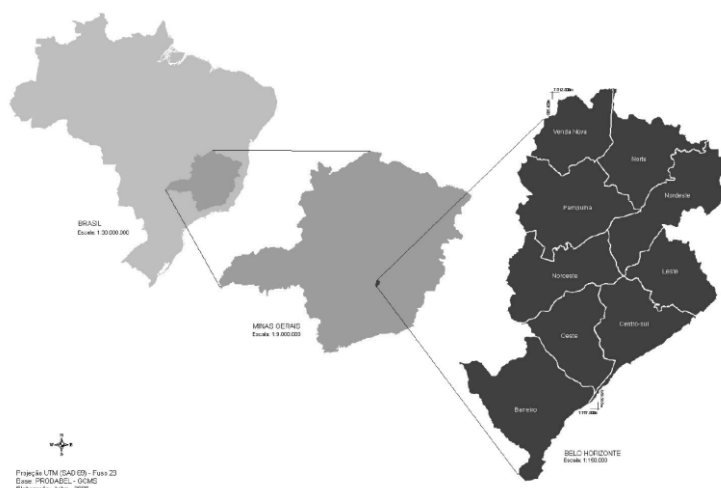 BRASIL
Escala: 1:30.000.000
MINAS GERAIS
Escala: 1:9.000.000
Venda Nova
Norte
Nordeste
Pampulha
Noroeste
Leste
Oeste
Centro-sul
Barreiro
BELO HORIZONTE
Escala: 1:150.000
N
Projeção UTM (SAD 69) - Fuso 23
Base: PRODABEL - GCMS